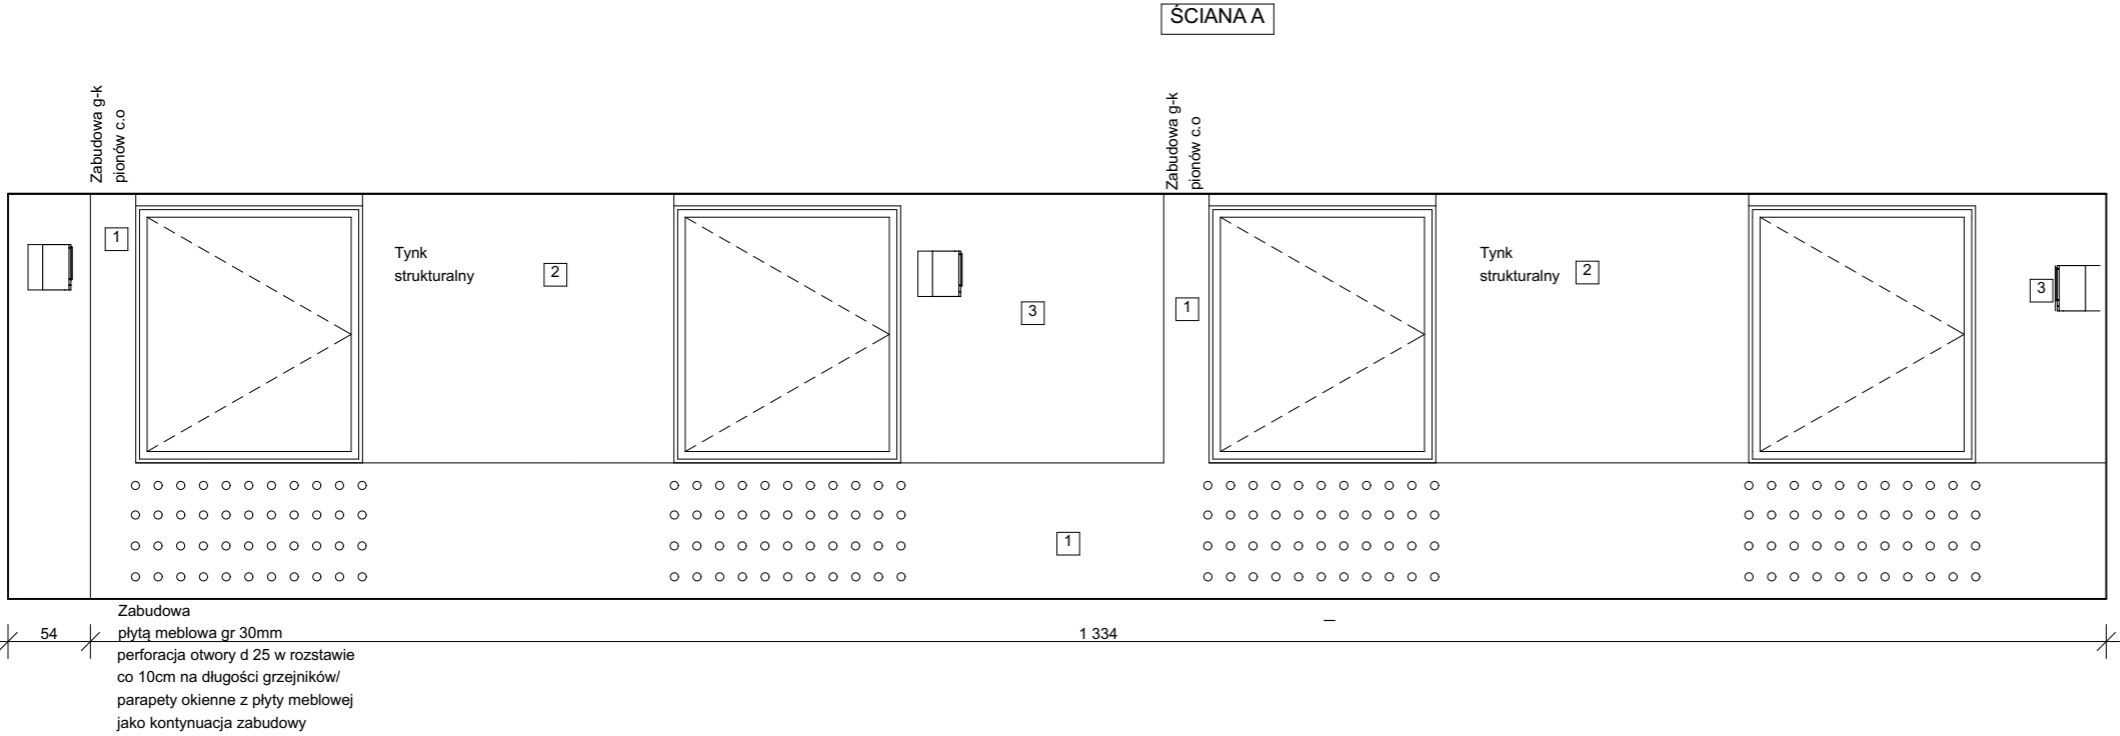 ŚCIANA A
Zabudowa g-k
pionów c.o
Zabudowa g-k
pionów c.o
1
Tynk
strukturalny
2
3
1
Tynk
strukturalny
2
3
1
54
1 334
Zabudowa
płytą meblowa gr 30mm
perforacja otwory d 25 w rozstawie
co 10cm na długości grzejników/
parapety okienne z płyty meblowej
jako kontynuacja zabudowy